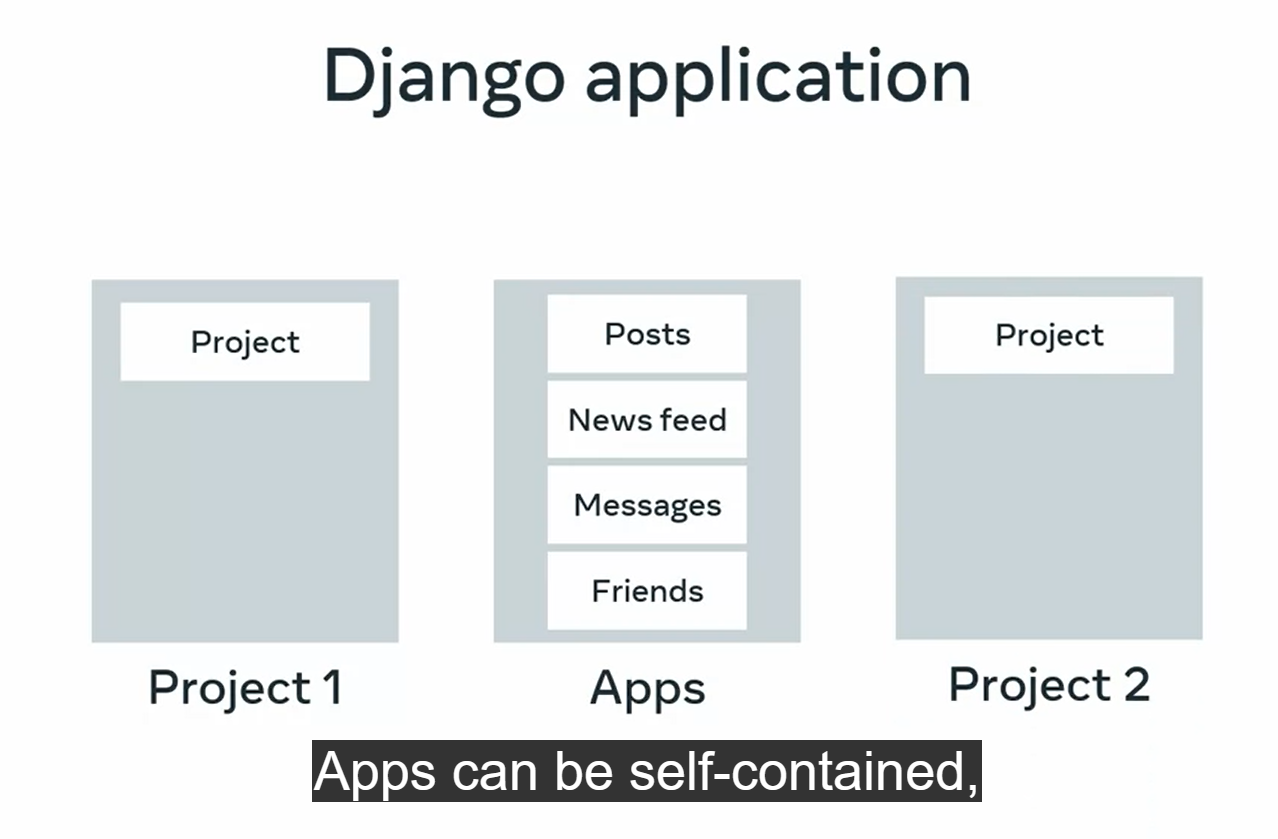 Django application
Project
Project 1
Posts
News feed
Messages
Friends
Apps
Project
Project 2
Apps can be self-contained,